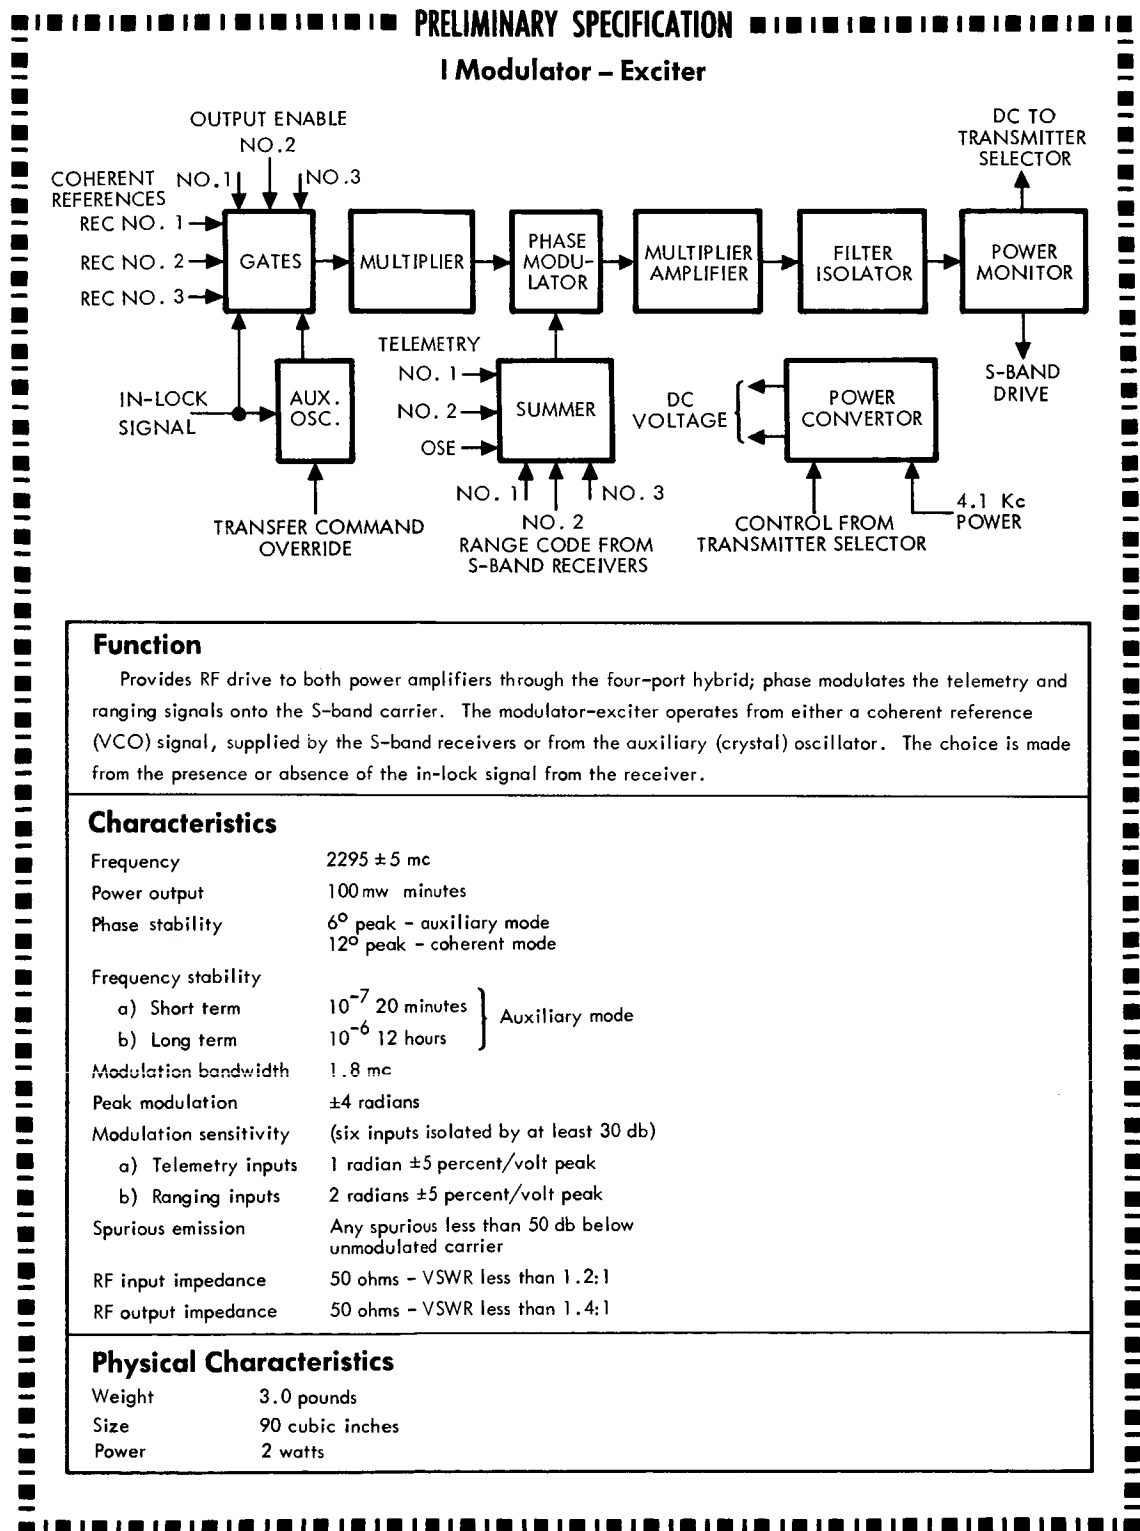 PRELIMINARY SPECIFICATION
I Modulator – Exciter
OUTPUT ENABLE
NO.2
NO.1
NO.3
COHERENT
REFERENCES
REC NO. 1
REC NO. 2
REC NO. 3
GATES
MULTIPLIER
PHASE
MODU-
LATOR
MULTIPLIER
AMPLIFIER
FILTER
ISOLATOR
POWER
MONITOR
DC TO
TRANSMITTER
SELECTOR
S-BAND
DRIVE
IN-LOCK
SIGNAL
AUX.
OSC.
TRANSFER COMMAND
OVERRIDE
TELEMETRY
NO. 1
NO. 2
OSE
SUMMER
NO. 1
NO. 3
NO. 2
RANGE CODE FROM
S-BAND RECEIVERS
DC
VOLTAGE
POWER
CONVERTOR
CONTROL FROM
TRANSMITTER SELECTOR
4.1 Kc
POWER
Function
Provides RF drive to both power amplifiers through the four-port hybrid; phase modulates the telemetry and
ranging signals onto the S-band carrier. The modulator-exciter operates from either a coherent reference
(VCO) signal, supplied by the S-band receivers or from the auxiliary (crystal) oscillator. The choice is made
from the presence or absence of the in-lock signal from the receiver.
Characteristics
Frequency 2295 ± 5 mc
Power output 100 mw minutes
Phase stability 6° peak – auxiliary mode
12° peak – coherent mode
Frequency stability
a) Short term 10⁻⁷ 20 minutes
Auxiliary mode
b) Long term 10⁻⁶ 12 hours
Modulation bandwidth 1.8 mc
Peak modulation ±4 radians
Modulation sensitivity (six inputs isolated by at least 30 db)
a) Telemetry inputs 1 radian ±5 percent/volt peak
b) Ranging inputs 2 radians ±5 percent/volt peak
Spurious emission Any spurious less than 50 db below
unmodulated carrier
RF input impedance 50 ohms – VSWR less than 1.2:1
RF output impedance 50 ohms – VSWR less than 1.4:1
Physical Characteristics
Weight 3.0 pounds
Size 90 cubic inches
Power 2 watts